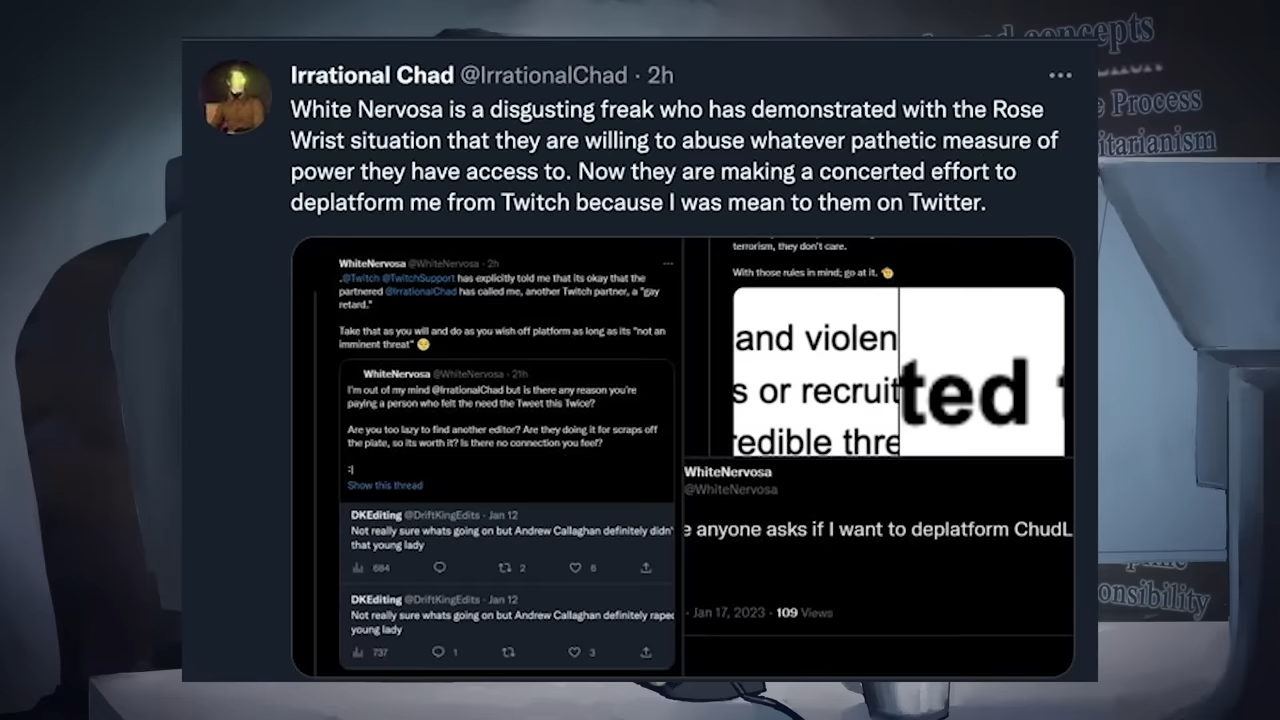 Irrational Chad @IrrationalChad · 2h
White Nervosa is a disgusting freak who has demonstrated with the Rose
Wrist situation that they are willing to abuse whatever pathetic measure of
power they have access to. Now they are making a concerted effort to
deplatform me from Twitch because I was mean to them on Twitter.
WhiteNervosa @WhiteNervosa · 2h
.@Twitch @TwitchSupport has explicitly told me that its okay that the
partnered @IrrationalChad has called me, another Twitch partner, a "gay
retard."
Take that as you will and do as you wish off platform as long as its "not an
imminent threat"
WhiteNervosa @WhiteNervosa · 21h
I'm out of my mind @IrrationalChad but is there any reason you're
paying a person who felt the need the Tweet this Twice?
Are you too lazy to find another editor? Are they doing it for scraps off
the plate, so its worth it? Is there no connection you feel?
:|
Show this thread
DKEditing @DriftKingEdits · Jan 12
Not really sure whats going on but Andrew Callaghan definitely didn'
that young lady
684 2 6
DKEditing @DriftKingEdits · Jan 12
Not really sure whats going on but Andrew Callaghan definitely rape
young lady
737 1 3
terrorism, they don't care.
With those rules in mind; go at it.
and violen
s or recruit
redible thre
ted
WhiteNervosa
@WhiteNervosa
e anyone asks if I want to deplatform ChudL
· Jan 17, 2023 · 109 Views
concepts
Process
itarianism
onsibility